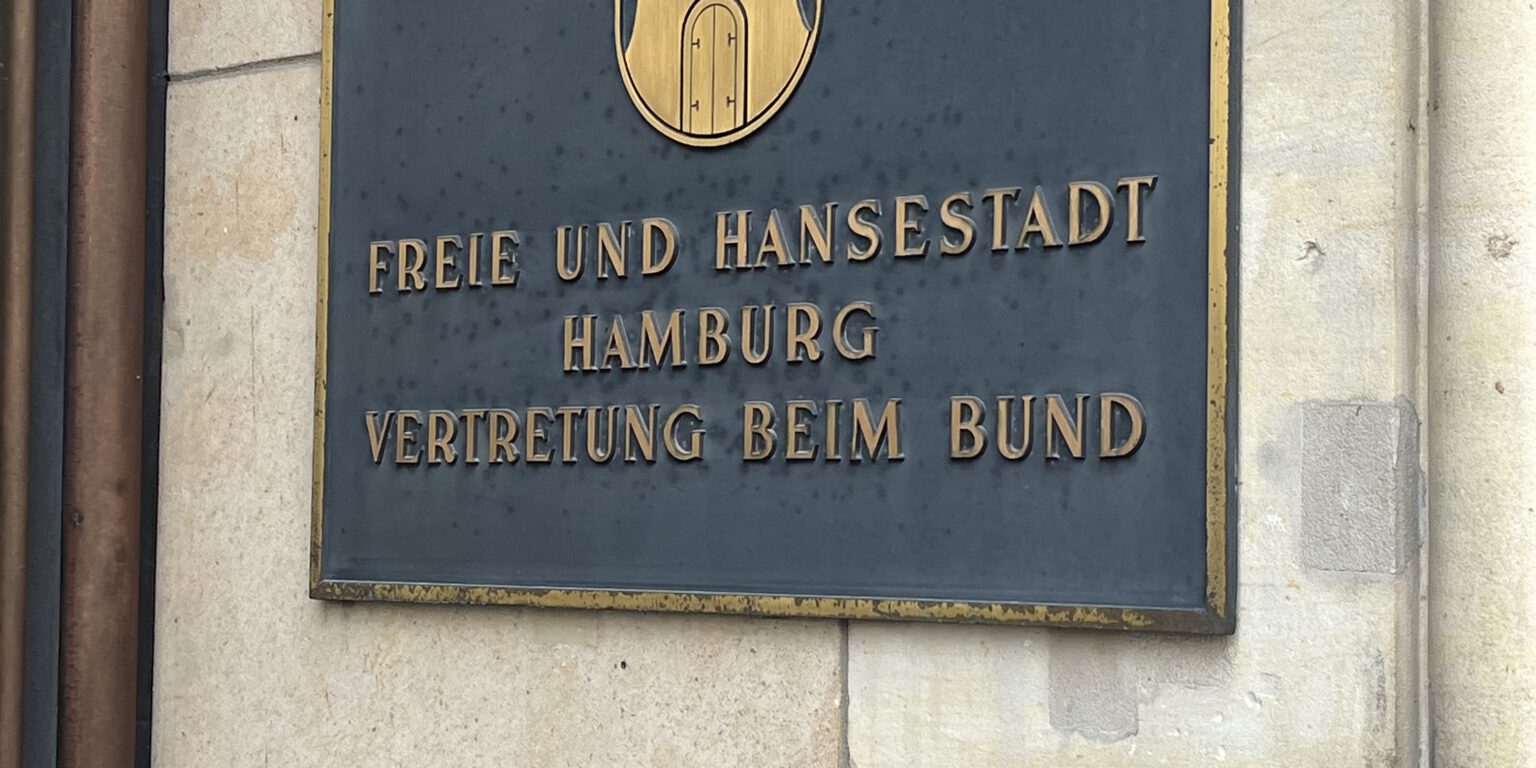 FREIE UND HANSESTADT
HAMBURG
VERTRETUNG BEIM BUND